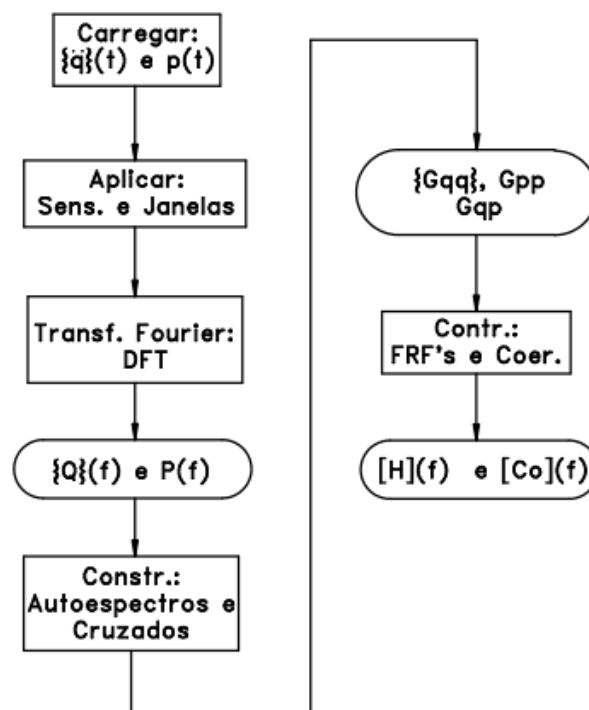 Carregar:
{q̈}(t) e p(t)
Aplicar:
Sens. e Janelas
Transf. Fourier:
DFT
{Q}(f) e P(f)
Constr.:
Autoespectros e
Cruzados
{Gqq}, Gpp
Gqp
Contr.:
FRF's e Coer.
[H](f) e [Co](f)